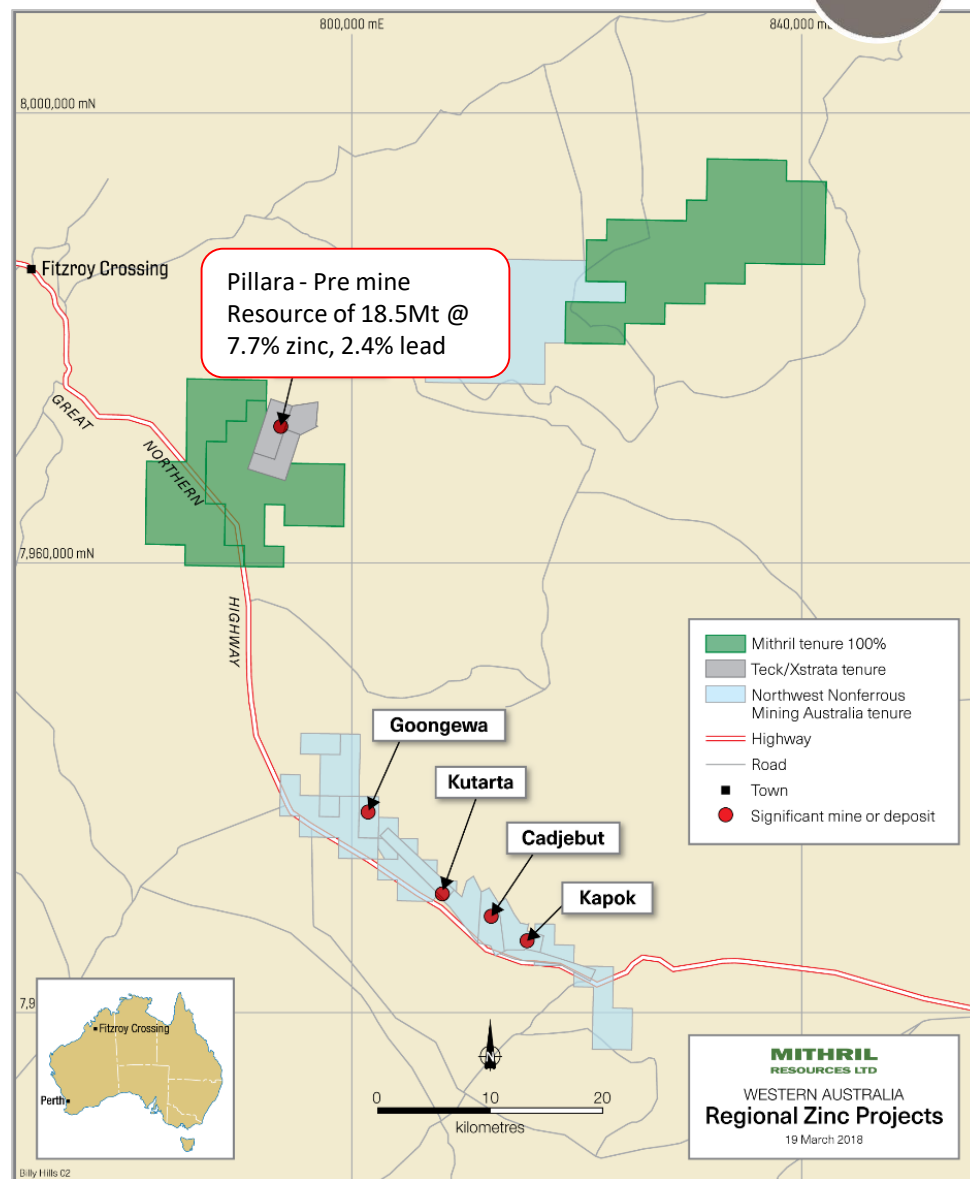 800,000 mE
840,000 mE
8,000,000 mN
Fitzroy Crossing
Pillara - Pre mine
Resource of 18.5Mt @
7.7% zinc, 2.4% lead
GREAT
NORTHERN
HIGHWAY
7,960,000 mN
Mithril tenure 100%
Teck/Xstrata tenure
Northwest Nonferrous
Mining Australia tenure
Highway
Road
Town
Significant mine or deposit
Goongewa
Kutarta
Cadjebut
Kapok
7,9
Fitzroy Crossing
Perth
N
0 10 20
kilometres
MITHRIL
RESOURCES LTD
WESTERN AUSTRALIA
Regional Zinc Projects
19 March 2018
Billy Hills 02